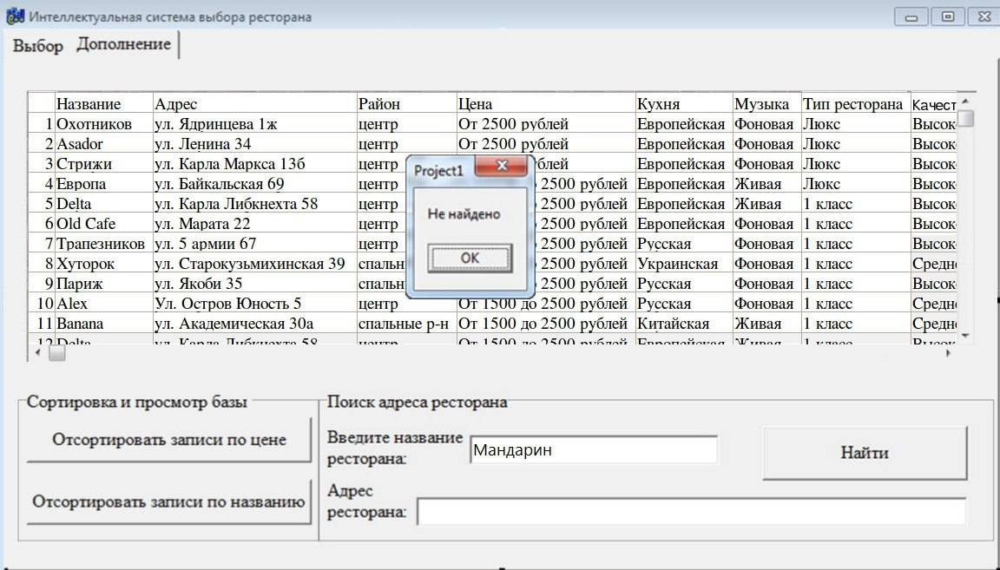 Интеллектуальная система выбора ресторана
Выбор Дополнение
Название Адрес Район Цена Кухня Музыка Тип ресторана Качест
1 Охотников ул. Ядринцева 1ж центр От 2500 рублей Европейская Фоновая Люкс Высок
2 Asador ул. Ленина 34 центр От 2500 рублей Европейская Фоновая Люкс Высок
3 Стрижи ул. Карла Маркса 13б центр блей Европейская Фоновая Люкс Высок
4 Европа ул. Байкальская 69 центр 2500 рублей Европейская Живая Люкс Высок
5 Delta ул. Карла Либкнехта 58 центр 2500 рублей Европейская Живая 1 класс Высок
6 Old Cafe ул. Марата 22 центр 2500 рублей Европейская Фоновая 1 класс Высок
7 Трапезников ул. 5 армии 67 центр 2500 рублей Русская Фоновая 1 класс Высок
8 Хуторок ул. Старокузьмихинская 39 спальн 2500 рублей Украинская Фоновая 1 класс Средн
9 Париж ул. Якоби 35 спальн 2500 рублей Русская Фоновая 1 класс Высок
10 Alex Ул. Остров Юность 5 центр От 1500 до 2500 рублей Русская Фоновая 1 класс Средн
11 Banana ул. Академическая 30а спальные р-н От 1500 до 2500 рублей Китайская Живая 1 класс Средн
12 Delta ул. Карла Либкнехта 58 центр От 1500 до 2500 рублей Европейская Живая 1 класс Высок
Project1
Не найдено
OK
Сортировка и просмотр базы
Отсортировать записи по цене
Отсортировать записи по названию
Поиск адреса ресторана
Введите название
ресторана:
Мандарин
Найти
Адрес
ресторана: